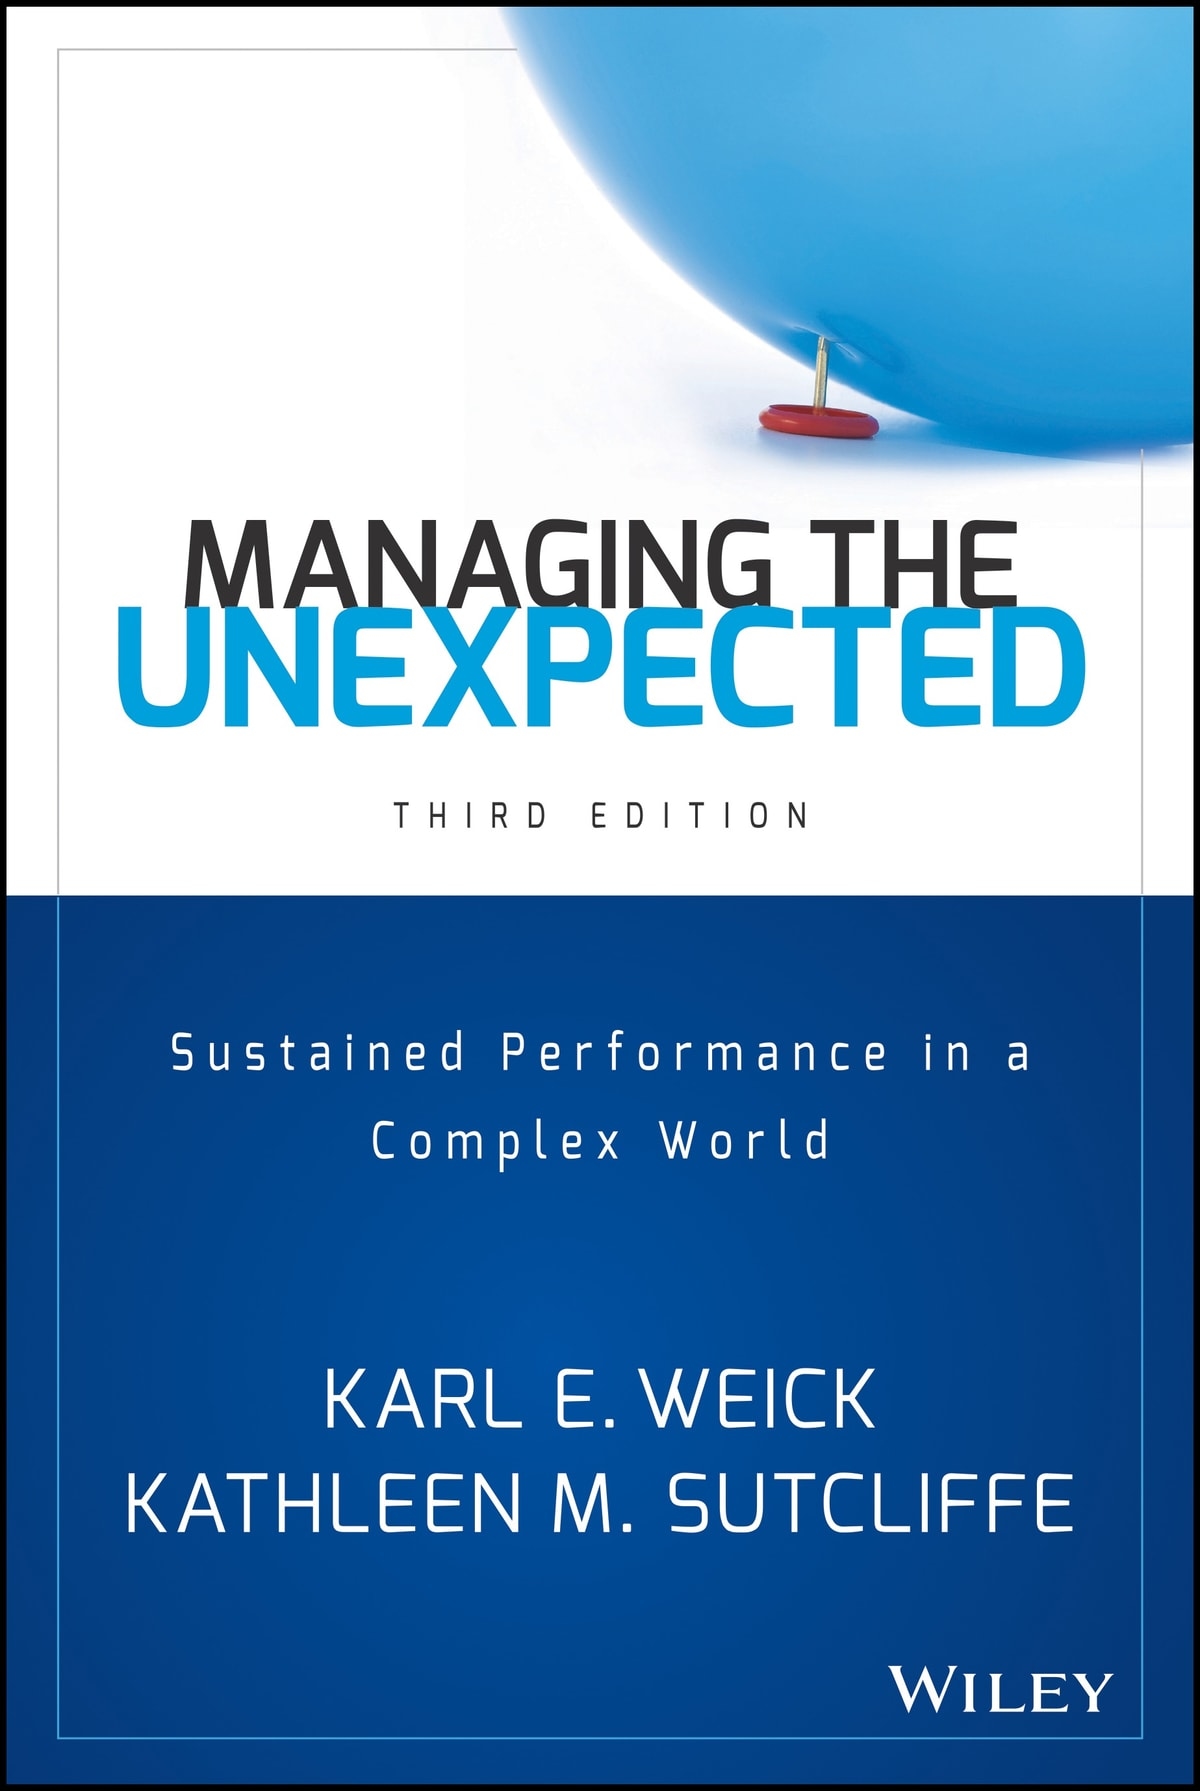 MANAGING THE
UNEXPECTED
THIRD EDITION
Sustained Performance in a
Complex World
KARL E. WEICK
KATHLEEN M. SUTCLIFFE
WILEY